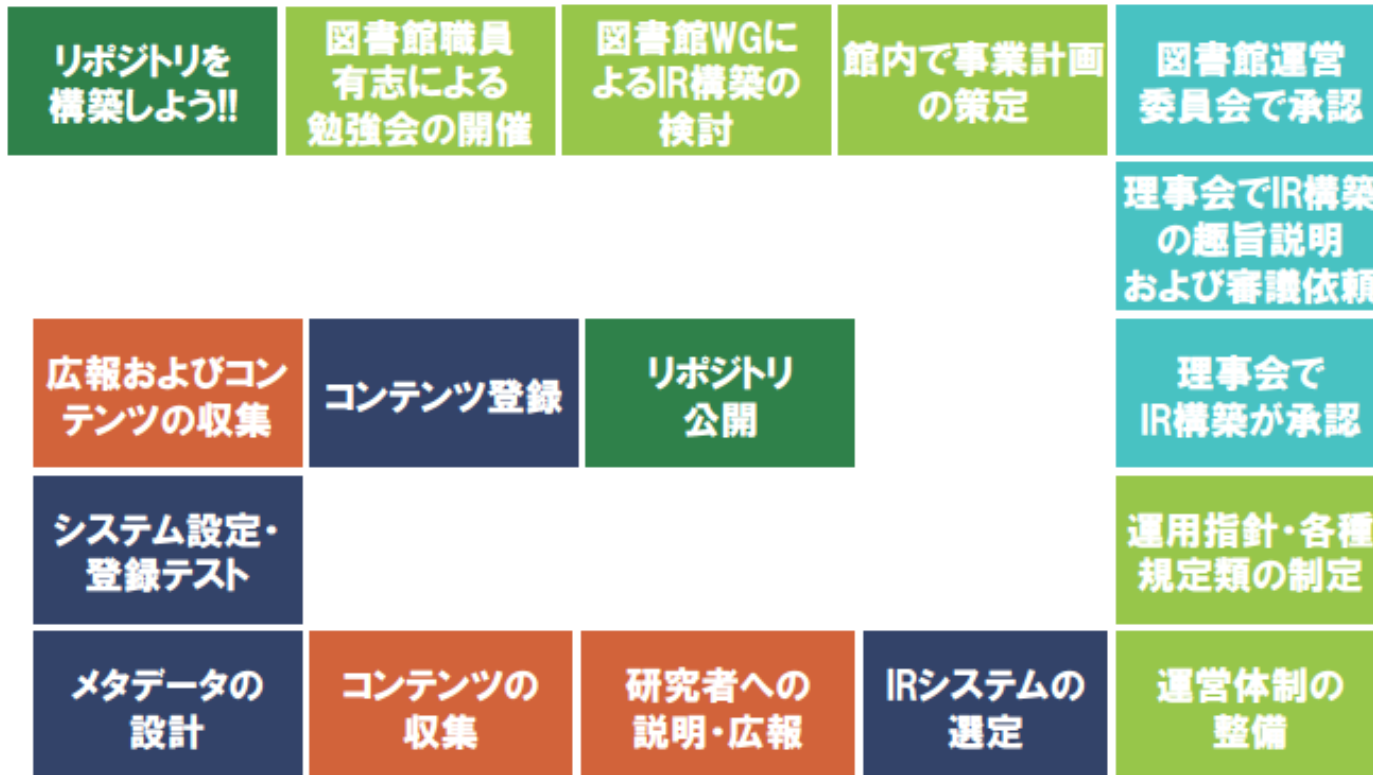 リポジトリを
構築しよう!!
図書館職員
有志による
勉強会の開催
図書館WGに
よるIR構築の
検討
館内で事業計画
の策定
図書館運営
委員会で承認
理事会でIR構築
の趣旨説明
および審議依頼
理事会で
IR構築が承認
運用指針・各種
規定類の制定
運営体制の
整備
IRシステムの
選定
研究者への
説明・広報
コンテンツの
収集
メタデータの
設計
システム設定・
登録テスト
広報およびコン
テンツの収集
コンテンツ登録
リポジトリ
公開